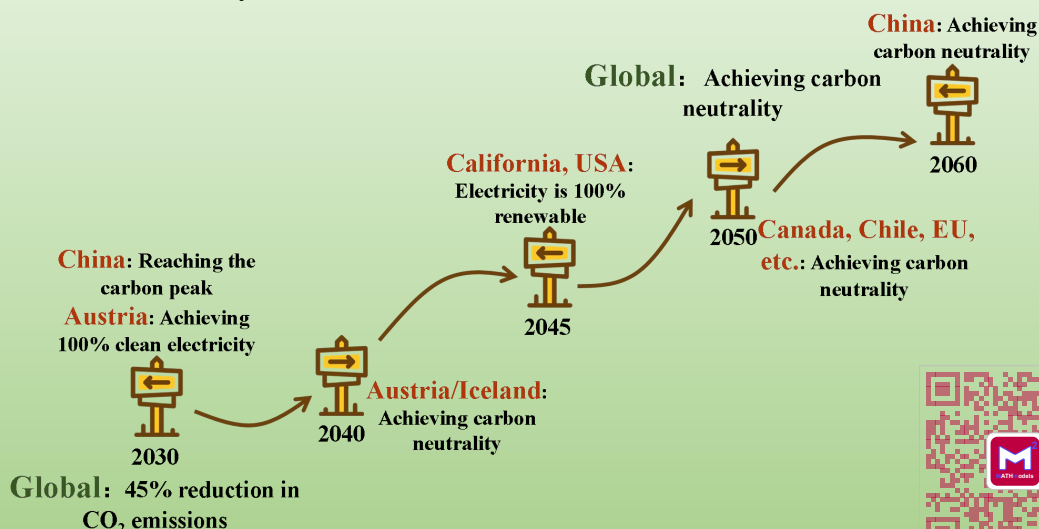 China: Achieving
carbon neutrality
2060
Global: Achieving carbon
neutrality
2050
Canada, Chile, EU,
etc.: Achieving carbon
neutrality
California, USA:
Electricity is 100%
renewable
2045
China: Reaching the
carbon peak
Austria: Achieving
100% clean electricity
2030
Global: 45% reduction in
CO₂ emissions
2040
Austria/Iceland:
Achieving carbon
neutrality
M
MATH Models